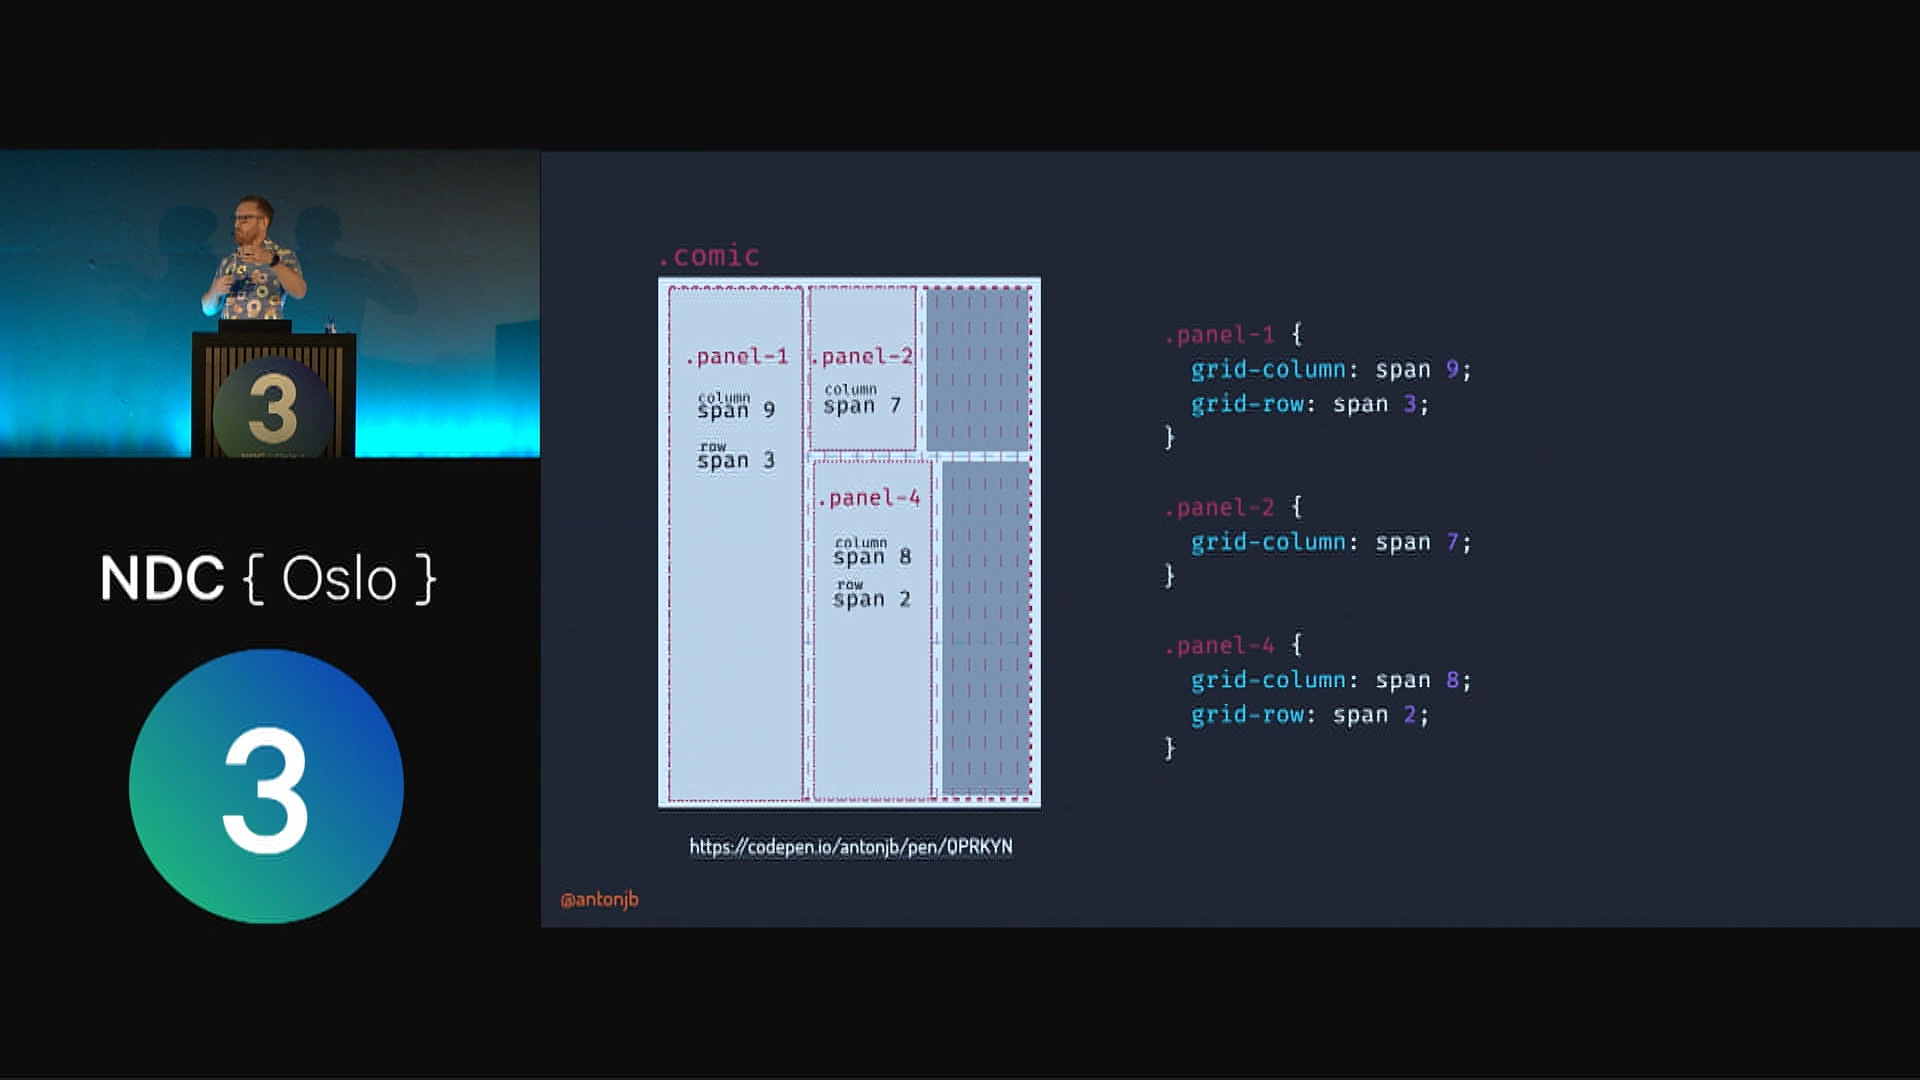 3
NDC { Oslo }
3
.comic
.panel-1
column
span 9
row
span 3
.panel-2
column
span 7
.panel-4
column
span 8
row
span 2
https://codepen.io/antonjb/pen/QPRKYN
@antonjb
.panel-1 {
grid-column: span 9;
grid-row: span 3;
}
.panel-2 {
grid-column: span 7;
}
.panel-4 {
grid-column: span 8;
grid-row: span 2;
}